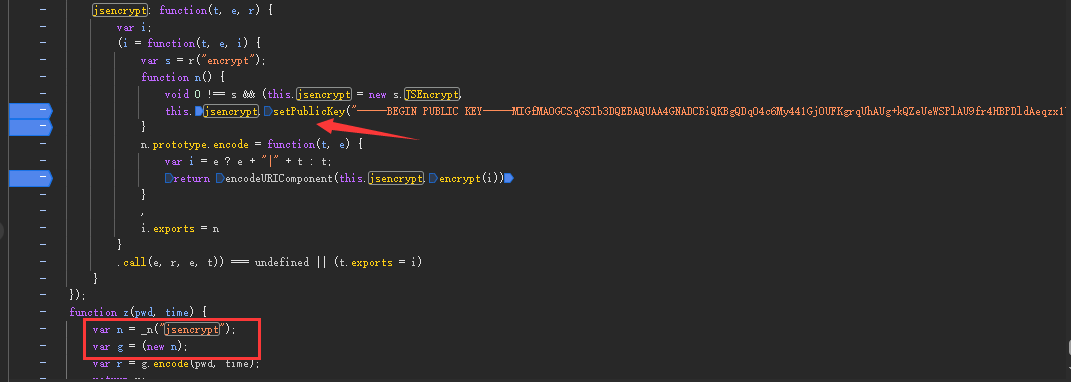 jsencrypt: function(t, e, r) {
var i;
(i = function(t, e, i) {
var s = r("encrypt");
function n() {
void 0 !== s && (this.jsencrypt = new s.JSEncrypt,
this.jsencrypt.setPublicKey("-----BEGIN PUBLIC KEY-----
}
n.prototype.encode = function(t, e) {
var i = e ? e + "|" + t : t;
return encodeURIComponent(this.jsencrypt.encrypt(i))
}
,
i.exports = n
}
.call(e, r, e, t)) === undefined || (t.exports = i)
}
});
function z(pwd, time) {
var n = _n("jsencrypt");
var g = (new n);
var r = g.encode(pwd, time);